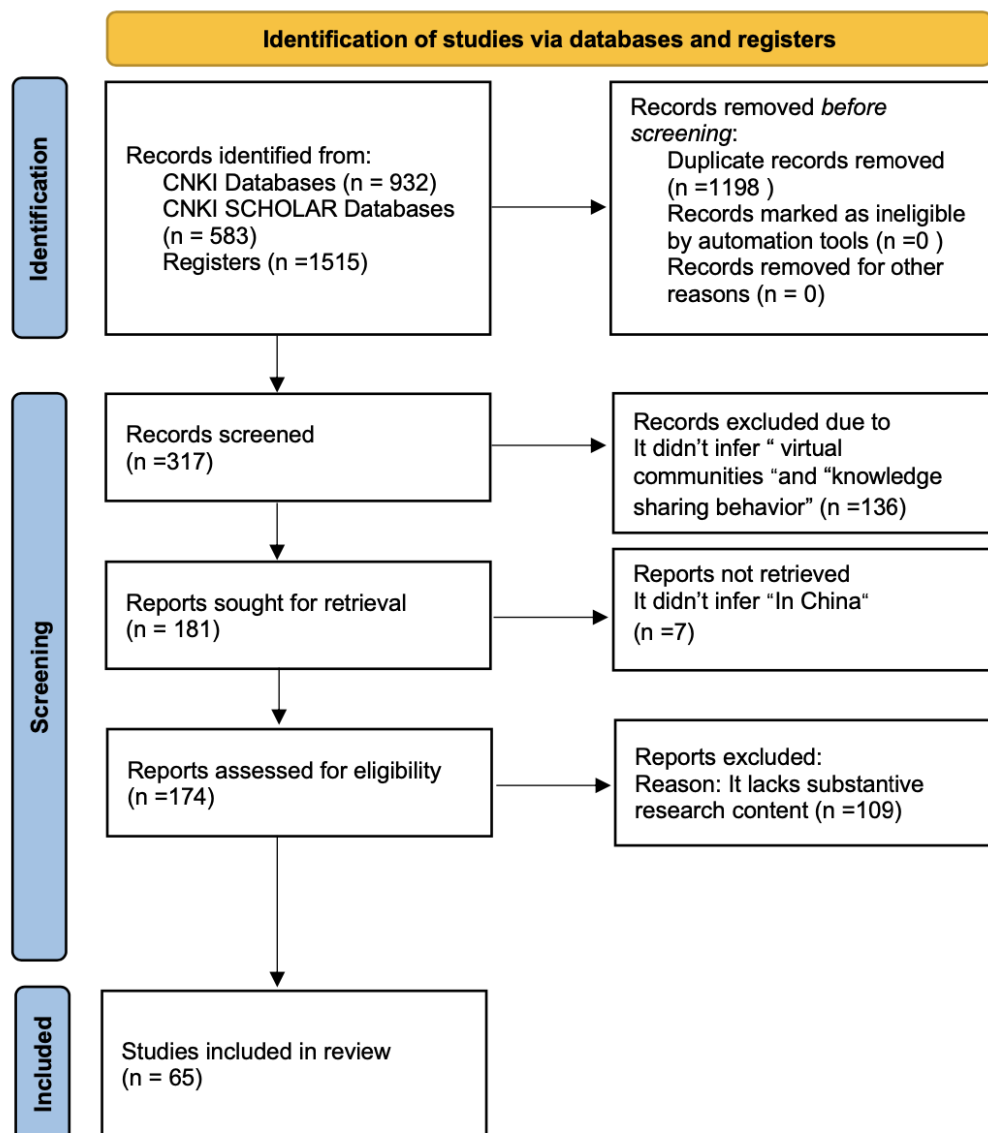 Identification of studies via databases and registers
Identification
Records identified from:
CNKI Databases (n = 932)
CNKI SCHOLAR Databases
(n = 583)
Registers (n =1515)
Records removed before
screening:
Duplicate records removed
(n =1198 )
Records marked as ineligible
by automation tools (n =0 )
Records removed for other
reasons (n = 0)
Screening
Records screened
(n =317)
Records excluded due to
It didn’t infer “ virtual
communities “and “knowledge
sharing behavior” (n =136)
Reports sought for retrieval
(n = 181)
Reports not retrieved
It didn’t infer “In China“
(n =7)
Reports assessed for eligibility
(n =174)
Reports excluded:
Reason: It lacks substantive
research content (n =109)
Included
Studies included in review
(n = 65)